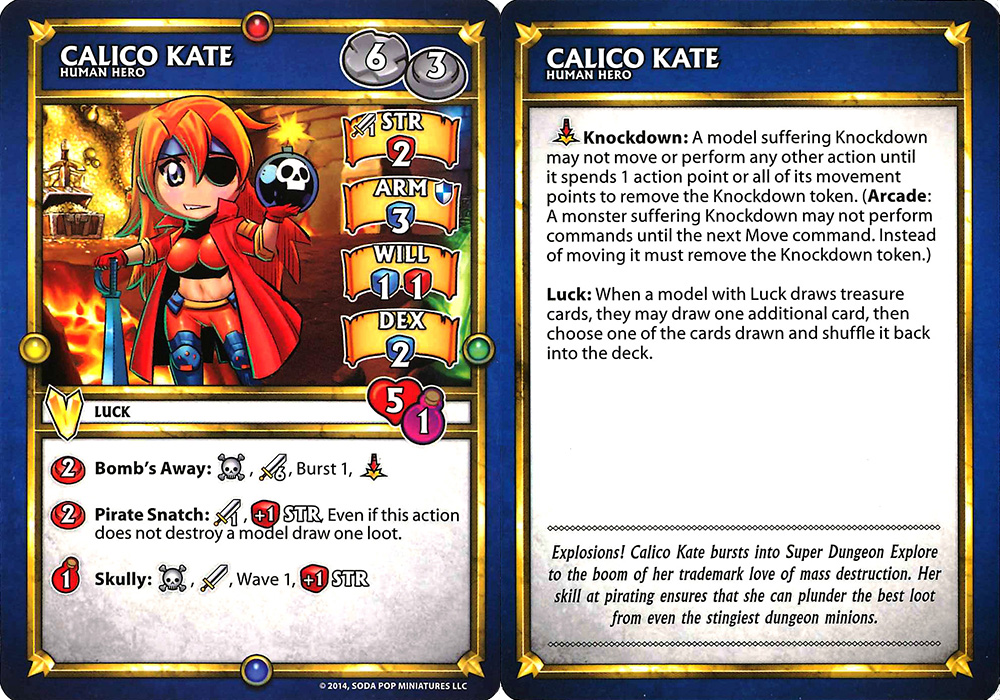 CALICO KATE
HUMAN HERO
6
3
STR
2
ARM
3
WILL
1 1
DEX
2
LUCK
5
1
2 Bomb's Away: , 6, Burst 1,
2 Pirate Snatch: 1, +1 STR, Even if this action
does not destroy a model draw one loot.
1 Skully: , , Wave 1, +1 STR
© 2014, SODA POP MINIATURES LLC
CALICO KATE
HUMAN HERO
Knockdown: A model suffering Knockdown
may not move or perform any other action until
it spends 1 action point or all of its movement
points to remove the Knockdown token. (Arcade:
A monster suffering Knockdown may not perform
commands until the next Move command. Instead
of moving it must remove the Knockdown token.)
Luck: When a model with Luck draws treasure
cards, they may draw one additional card, then
choose one of the cards drawn and shuffle it back
into the deck.
Explosions! Calico Kate bursts into Super Dungeon Explore
to the boom of her trademark love of mass destruction. Her
skill at pirating ensures that she can plunder the best loot
from even the stingiest dungeon minions.